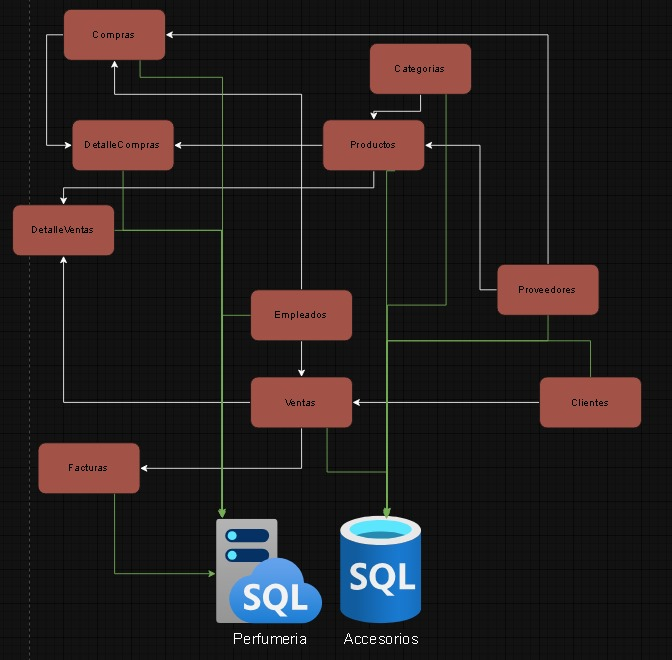 Compras
Categorias
DetalleCompras
Productos
DetalleVentas
Proveedores
Empleados
Ventas
Clientes
Facturas
SQL
SQL
Perfumeria
Accesorios